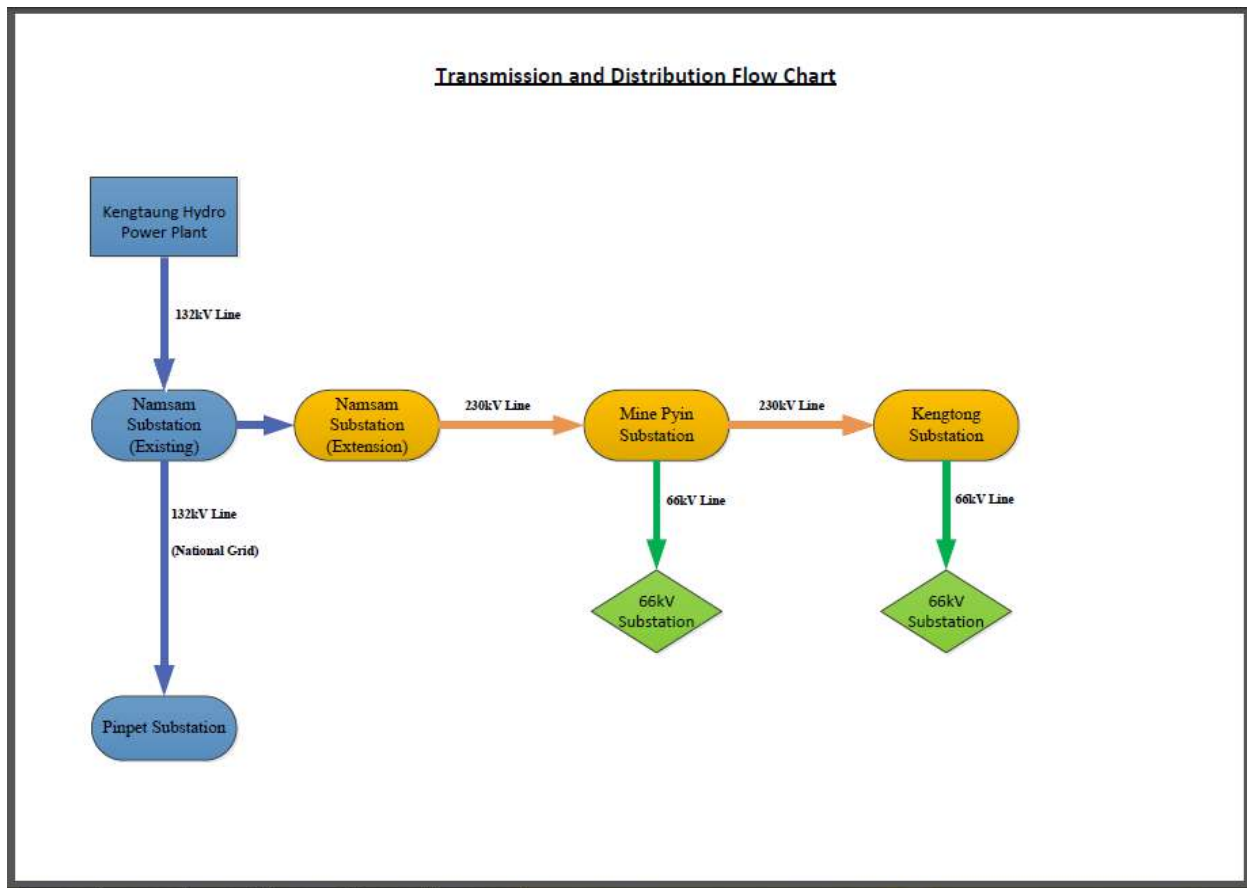 Transmission and Distribution Flow Chart
Kengtaung Hydro
Power Plant
132kV Line
Namsam
Substation
(Existing)
Namsam
Substation
(Extension)
230kV Line
Mine Pyin
Substation
230kV Line
Kengtong
Substation
132kV Line
(National Grid)
66kV Line
66kV Line
66kV
Substation
66kV
Substation
Pinpet Substation